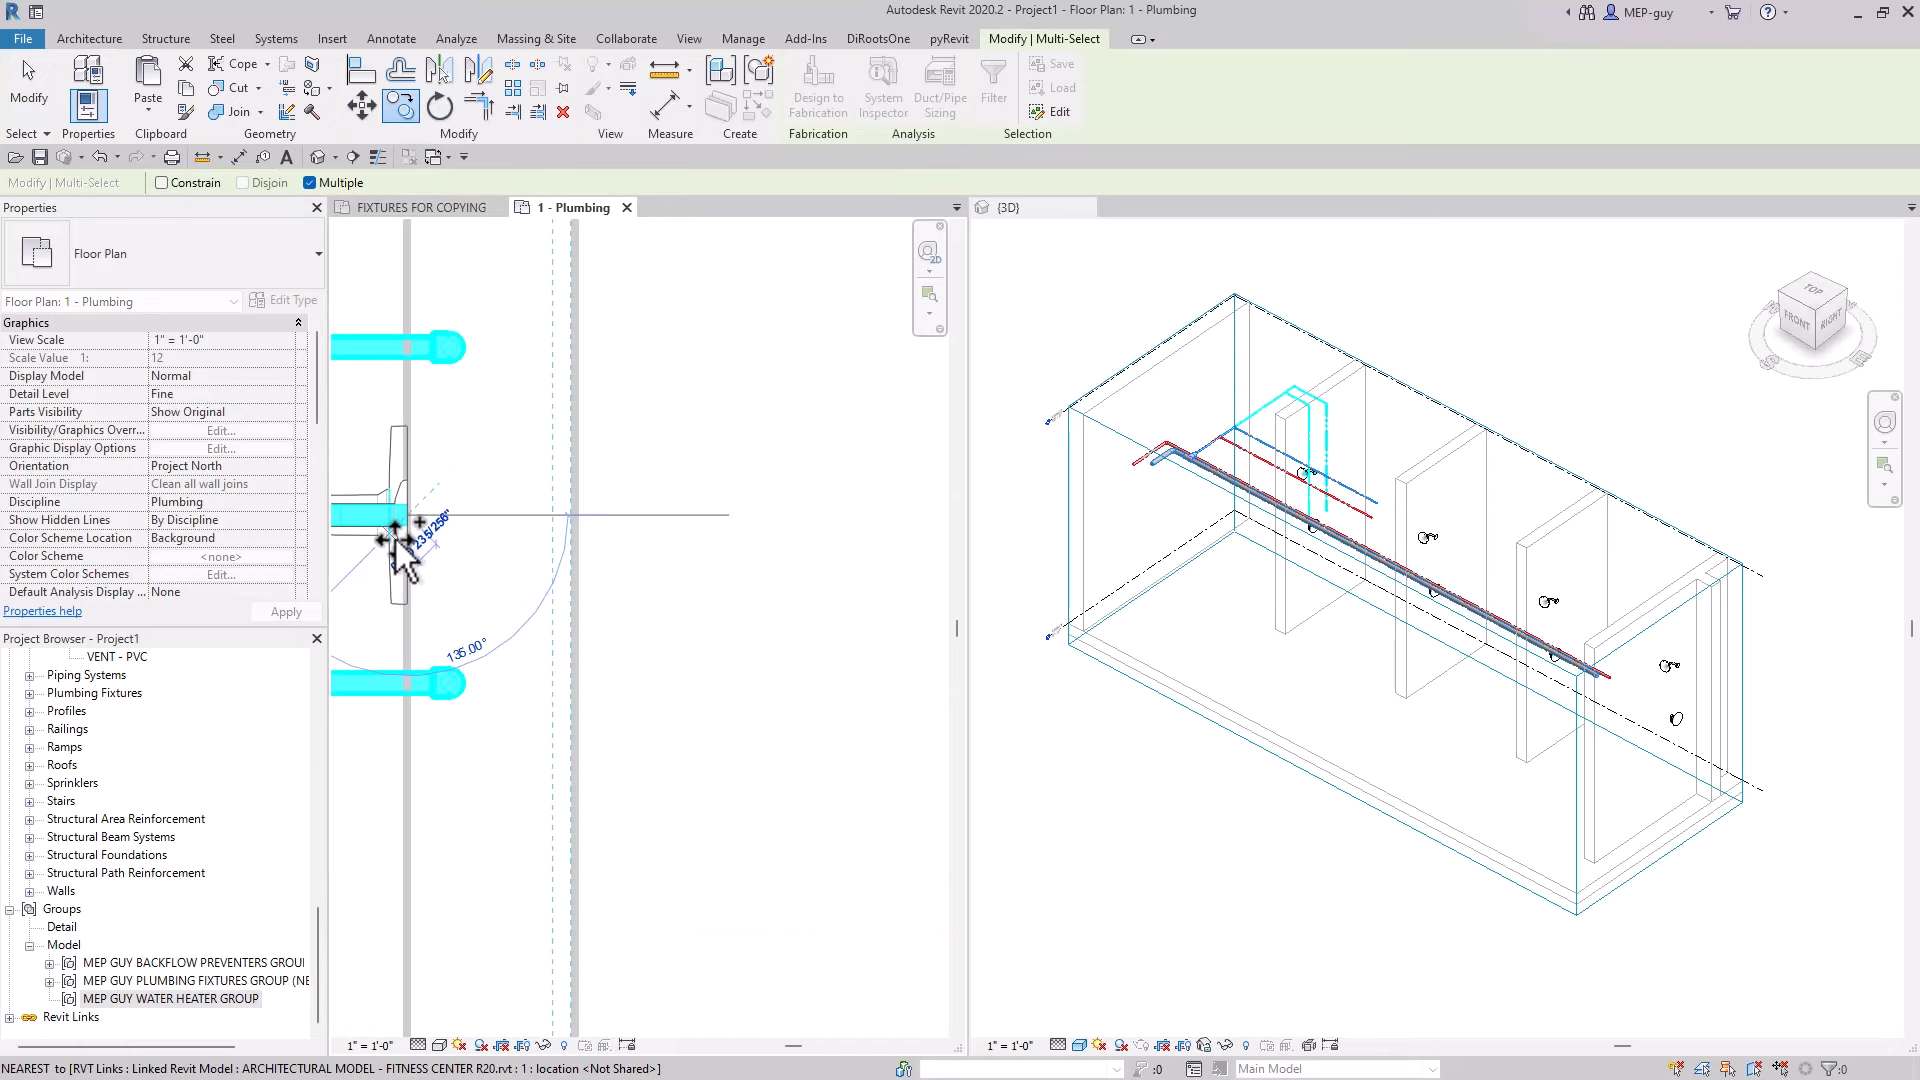 Autodesk Revit 2020.2 - Project1 - Floor Plan: 1 - Plumbing
MEP-guy
File Architecture Structure Steel Systems Insert Annotate Analyze Massing & Site Collaborate View Manage Add-Ins DiRootsOne pyRevit Modify | Multi-Select
Modify Paste Cope Cut Join Design to Fabrication System Inspector Duct/Pipe Sizing Filter Save Load Edit
Select Properties Clipboard Geometry Modify View Measure Create Fabrication Analysis Selection
Modify | Multi-Select Constrain Disjoin Multiple
Properties
FIXTURES FOR COPYING
1 - Plumbing
{3D}
Floor Plan
Floor Plan: 1 - Plumbing Edit Type
Graphics
View Scale 1" = 1'-0"
Scale Value 1: 12
Display Model Normal
Detail Level Fine
Parts Visibility Show Original
Visibility/Graphics Overr... Edit...
Graphic Display Options Edit...
Orientation Project North
Wall Join Display Clean all wall joins
Discipline Plumbing
Show Hidden Lines By Discipline
Color Scheme Location Background
Color Scheme <none>
System Color Schemes Edit...
Default Analysis Display ... None
Properties help Apply
Project Browser - Project1
VENT - PVC
Piping Systems
Plumbing Fixtures
Profiles
Railings
Ramps
Roofs
Sprinklers
Stairs
Structural Area Reinforcement
Structural Beam Systems
Structural Foundations
Structural Path Reinforcement
Walls
Groups
Detail
Model
MEP GUY BACKFLOW PREVENTERS GROU
MEP GUY PLUMBING FIXTURES GROUP (NE
MEP GUY WATER HEATER GROUP
Revit Links
2D
235/256"
135.00°
TOP
FRONT RIGHT
1" = 1'-0"
1" = 1'-0"
NEAREST to [RVT Links : Linked Revit Model : ARCHITECTURAL MODEL - FITNESS CENTER R20.rvt : 1 : location <Not Shared>]
:0
Main Model
:0